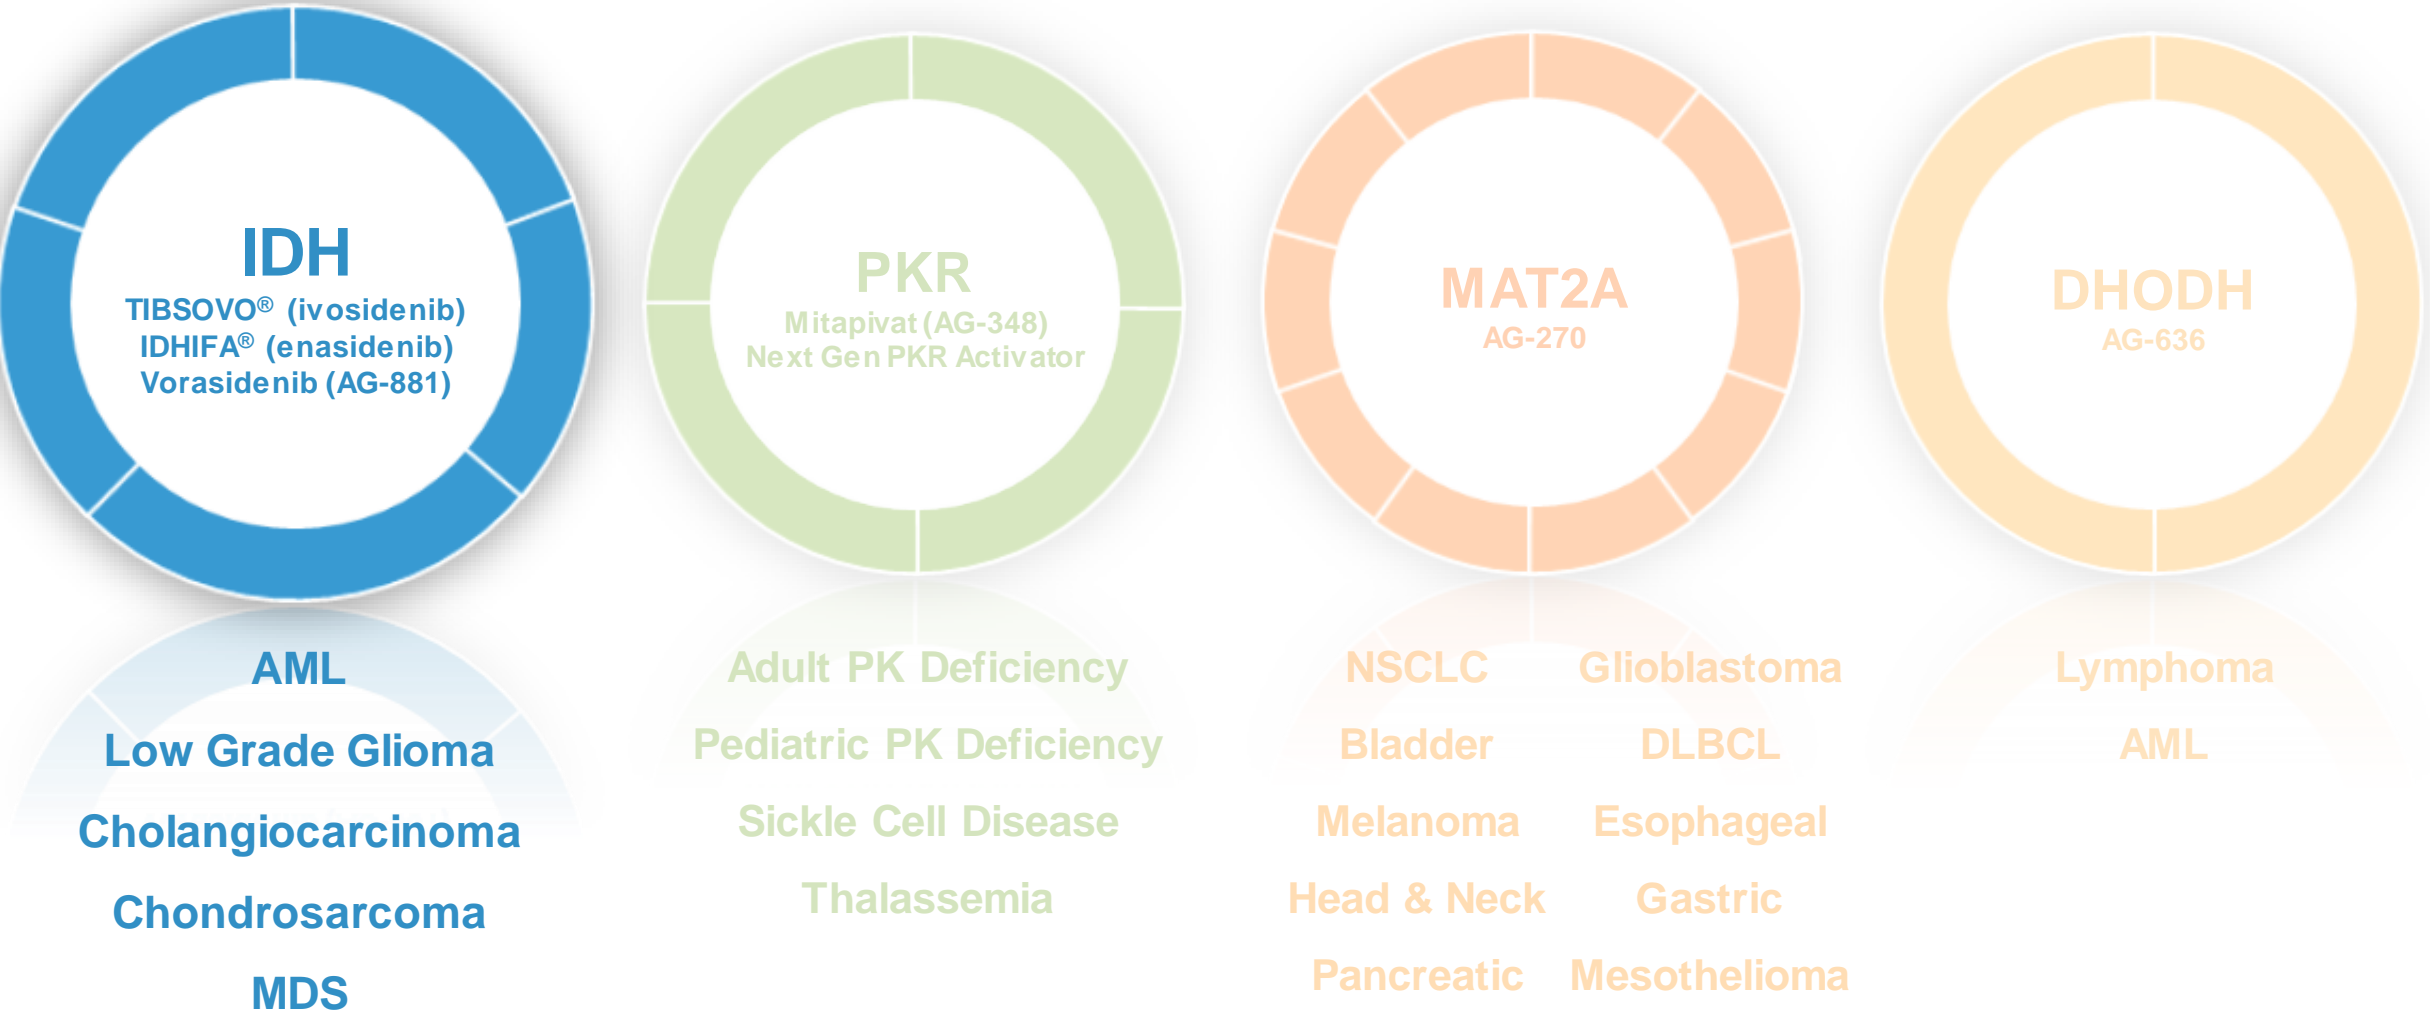 IDH
TIBSOVO® (ivosidenib)
IDHIFA® (enasidenib)
Vorasidenib (AG-881)
AML
Low Grade Glioma
Cholangiocarcinoma
Chondrosarcoma
MDS
PKR
Mitapivat (AG-348)
Next Gen PKR Activator
Adult PK Deficiency
Pediatric PK Deficiency
Sickle Cell Disease
Thalassemia
MAT2A
AG-270
NSCLC Glioblastoma
Bladder DLBCL
Melanoma Esophageal
Head & Neck Gastric
Pancreatic Mesothelioma
DHODH
AG-636
Lymphoma
AML